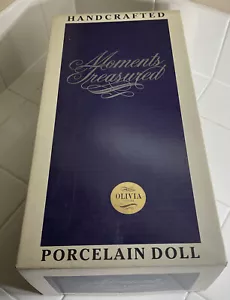 HANDCRAFTED
Moments
Treasured
OLIVIA
PORCELAIN DOLL